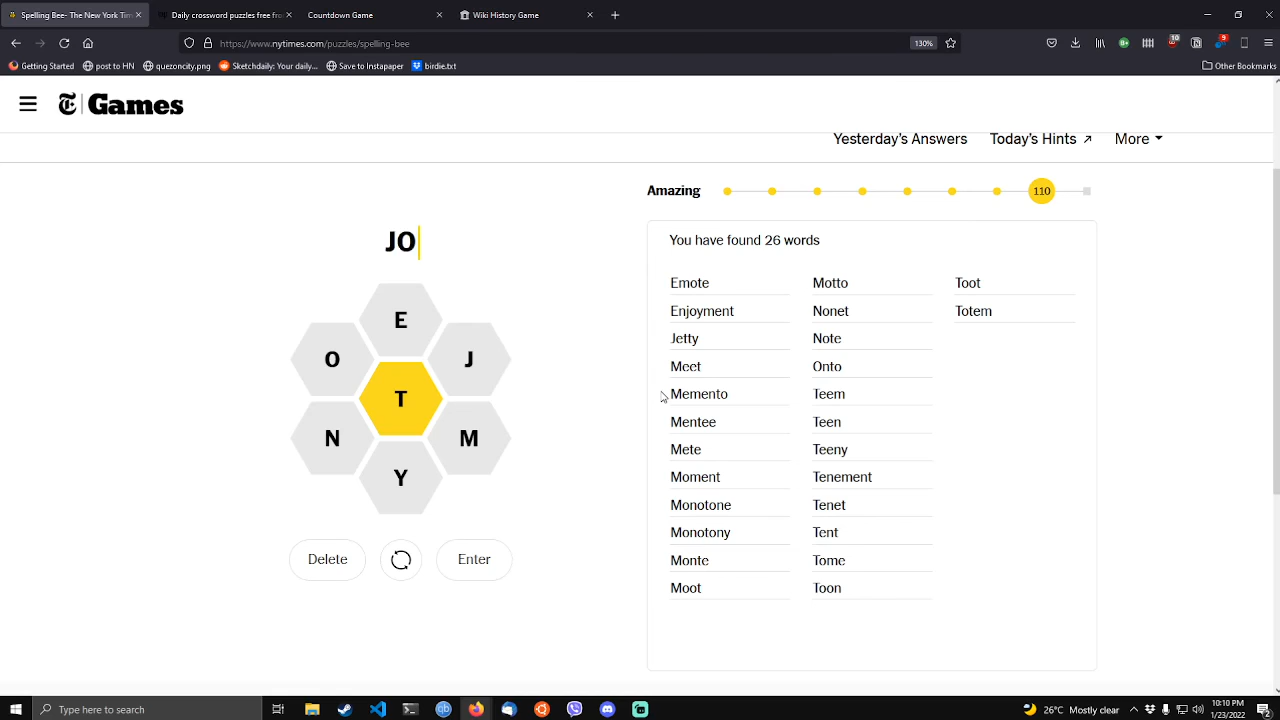 Spelling Bee - The New York Tim
Daily crossword puzzles free fro
Countdown Game
Wiki History Game
https://www.nytimes.com/puzzles/spelling-bee
130%
10
9
Getting Started
post to HN
quezoncity.png
Sketchdaily: Your daily...
Save to Instapaper
birdie.txt
Other Bookmarks
T Games
Yesterday's Answers
Today's Hints
More
Amazing
110
JO
You have found 26 words
Emote
Enjoyment
Jetty
Meet
Memento
Mentee
Mete
Moment
Monotone
Monotony
Monte
Moot
Motto
Nonet
Note
Onto
Teem
Teen
Teeny
Tenement
Tenet
Tent
Tome
Toon
Toot
Totem
E
O
J
T
N
M
Y
Delete
Enter
Type here to search
26°C Mostly clear
10:10 PM
1/23/2022
2